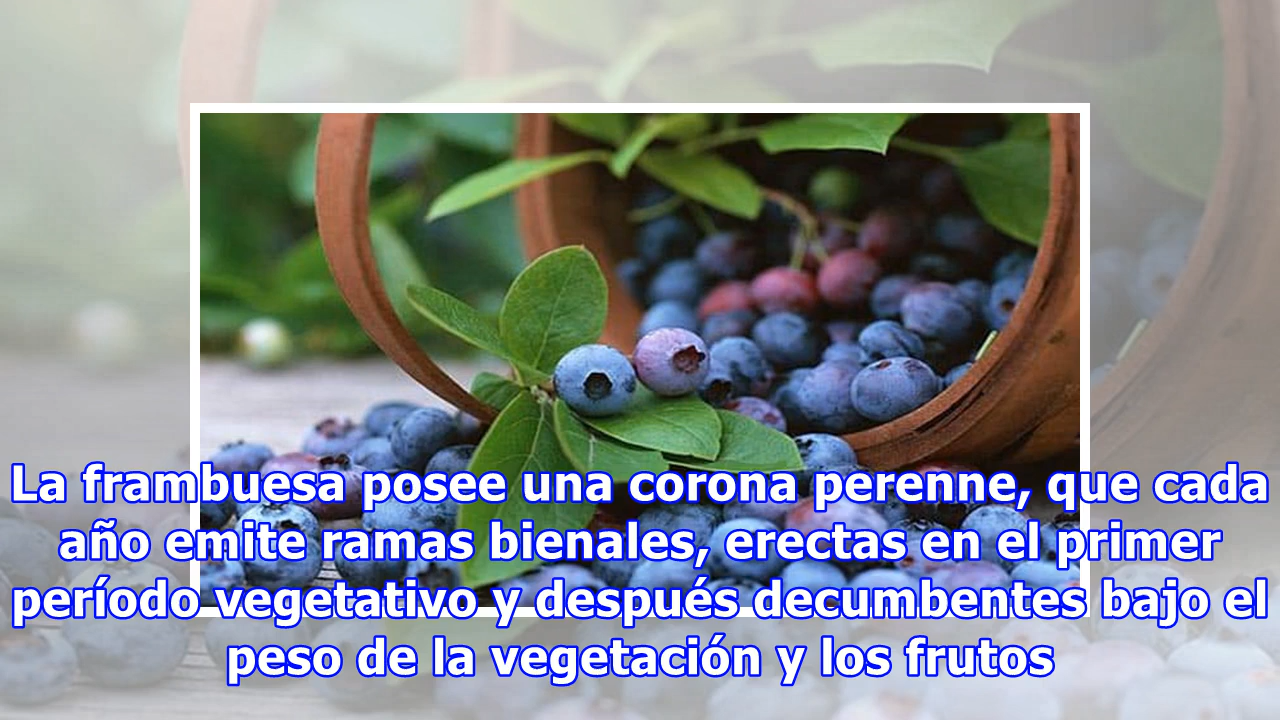 La frambuesa posee una corona perenne, que cada
año emite ramas bienales, erectas en el primer
período vegetativo y después decumbentes bajo el
peso de la vegetación y los frutos